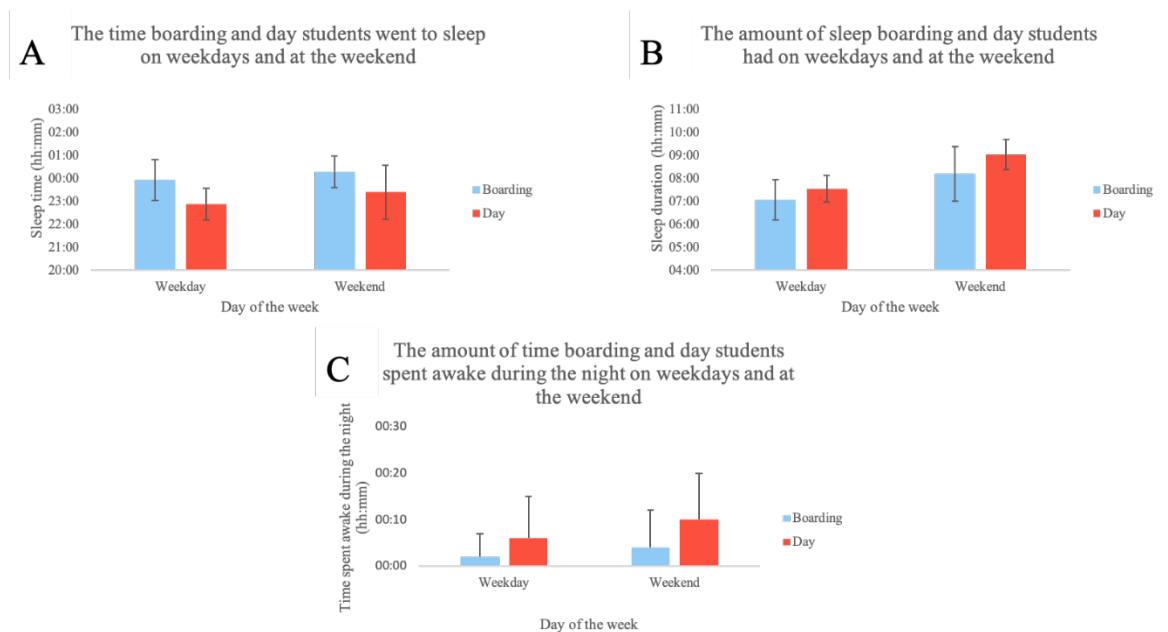 A
The time boarding and day students went to sleep
on weekdays and at the weekend
Sleep time (hh:mm)
03:00
02:00
01:00
00:00
23:00
22:00
21:00
20:00
Weekday
Weekend
Day of the week
Boarding
Day
B
The amount of sleep boarding and day students
had on weekdays and at the weekend
Sleep duration (hh:mm)
11:00
10:00
09:00
08:00
07:00
06:00
05:00
04:00
Weekday
Weekend
Day of the week
Boarding
Day
C
The amount of time boarding and day students
spent awake during the night on weekdays and at
the weekend
Time spent awake during the night
(hh:mm)
00:30
00:20
00:10
00:00
Weekday
Weekend
Day of the week
Boarding
Day